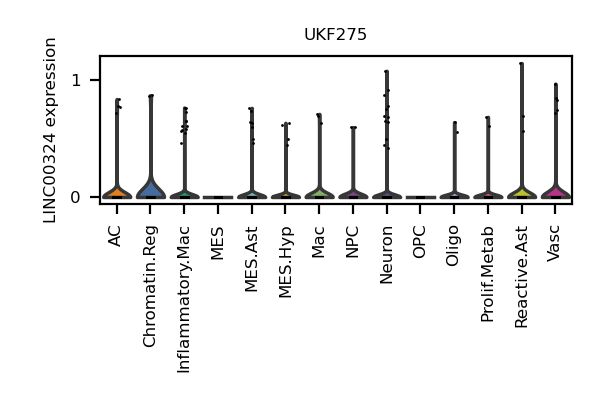 UKF275
LINC00324 expression
1
0
AC
Chromatin.Reg
Inflammatory.Mac
MES
MES.Ast
MES.Hyp
Mac
NPC
Neuron
OPC
Oligo
Prolif.Metab
Reactive.Ast
Vasc